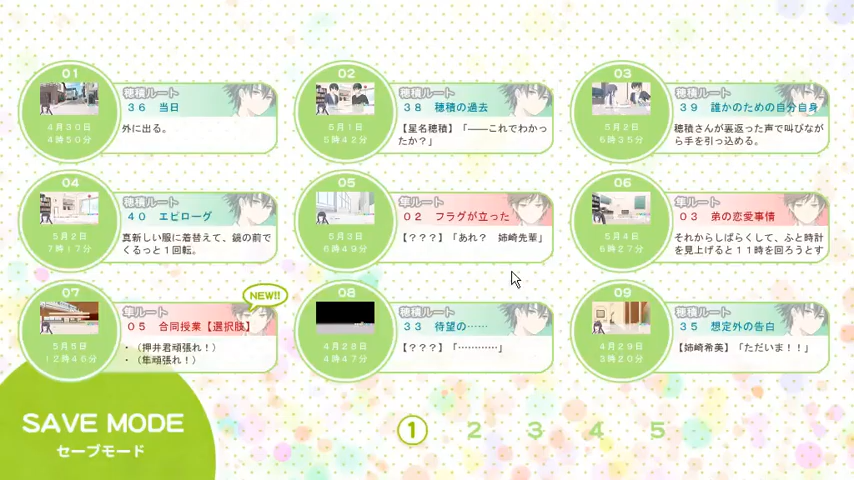 01
穂積ルート
36 当日
4月30日
4時50分
外に出る。
02
穂積ルート
38 穂積の過去
5月1日
5時42分
【星名穂積】「――これでわかっ
たか？」
03
穂積ルート
39 誰かのための自分自身
5月2日
6時35分
穂積さんが裏返った声で叫びなが
ら手を引っ込める。
04
穂積ルート
40 エピローグ
5月2日
7時17分
真新しい服に着替えて、鏡の前で
くるっと１回転。
05
隼ルート
02 フラグが立った
5月3日
6時49分
【？？？】「あれ？　姉崎先輩」
06
隼ルート
03 弟の恋愛事情
5月4日
6時27分
それからしばらくして、ふと時計
を見上げると１１時を回ろうとす
07
NEW!!
隼ルート
05 合同授業【選択肢】
5月5日
12時46分
・（押井君頑張れ！）
・（隼頑張れ！）
08
穂積ルート
33 待望の……
4月28日
4時47分
【？？？】「…………」
09
穂積ルート
35 想定外の告白
4月29日
3時20分
【姉崎希美】「ただいま！！」
SAVE MODE
セーブモード
1 2 3 4 5